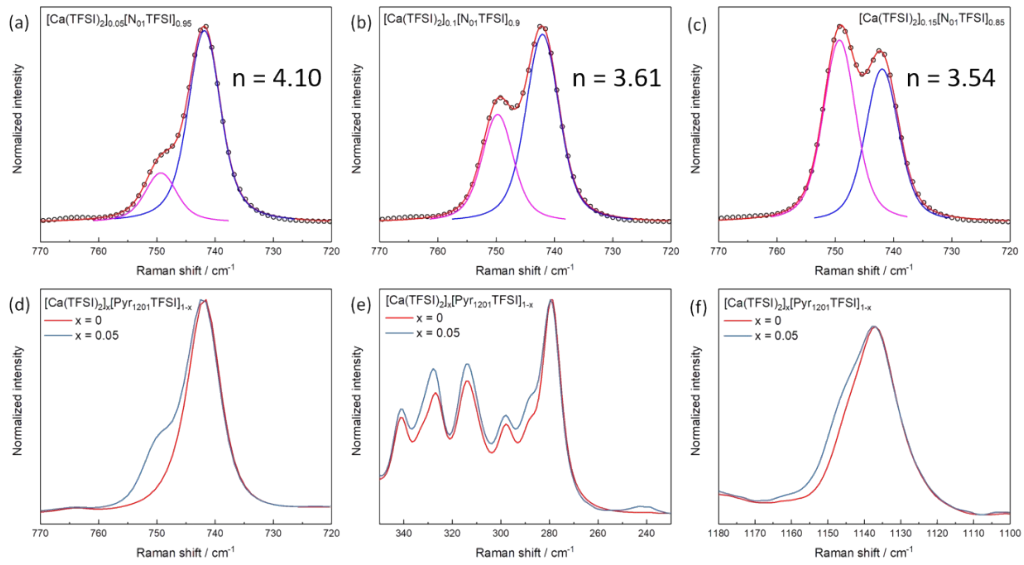 (a) [Ca(TFSI)₂]₀.₀₅[N₀₁TFSI]₀.₉₅
n = 4.10
Normalized intensity
770 760 750 740 730 720
Raman shift / cm⁻¹
(b) [Ca(TFSI)₂]₀.₁[N₀₁TFSI]₀.₉
n = 3.61
Normalized intensity
770 760 750 740 730 720
Raman shift / cm⁻¹
(c) [Ca(TFSI)₂]₀.₁₅[N₀₁TFSI]₀.₈₅
n = 3.54
Normalized intensity
770 760 750 740 730 720
Raman shift / cm⁻¹
(d) [Ca(TFSI)₂]ₓ[Pyr₁₂₀₁TFSI]₁₋ₓ
x = 0
x = 0.05
Normalized intensity
770 760 750 740 730 720
Raman shift / cm⁻¹
(e) [Ca(TFSI)₂]ₓ[Pyr₁₂₀₁TFSI]₁₋ₓ
x = 0
x = 0.05
Normalized intensity
340 320 300 280 260 240
Raman shift / cm⁻¹
(f) [Ca(TFSI)₂]ₓ[Pyr₁₂₀₁TFSI]₁₋ₓ
x = 0
x = 0.05
Normalized intensity
1180 1170 1160 1150 1140 1130 1120 1110 1100
Raman shift / cm⁻¹